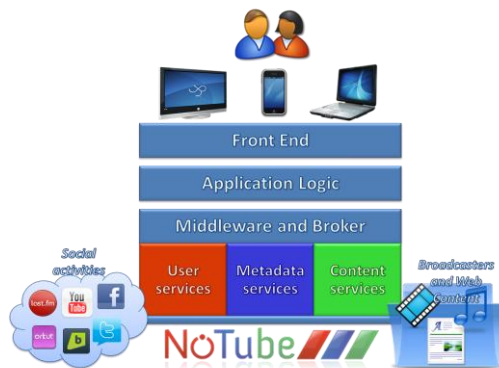 Front End
Application Logic
Middleware and Broker
User
services
Metadata
services
Content
services
Social
activities
last.fm
You
Tube
f
orkut
b
t
Broadcasters
and Web
Content
NoTube